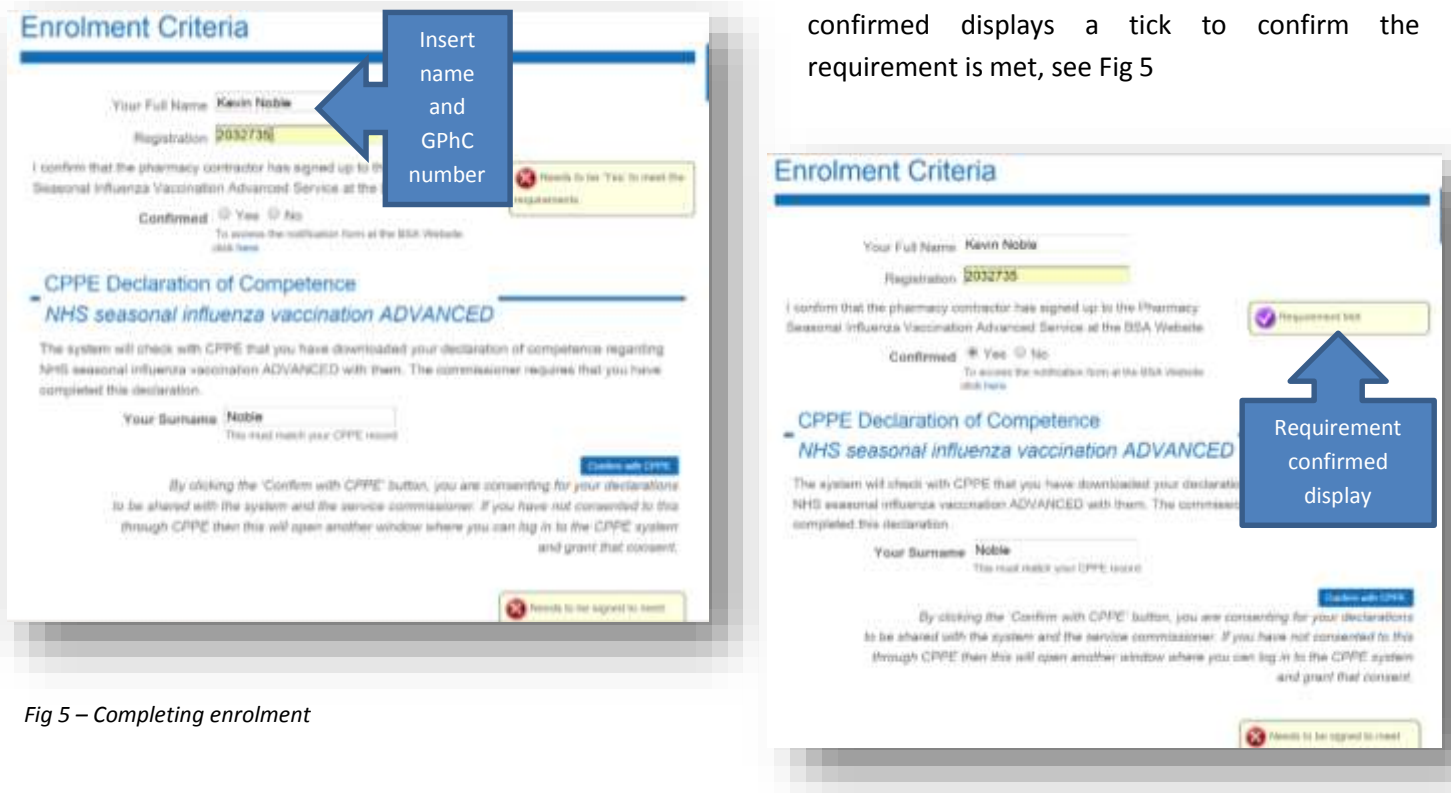 Enrolment Criteria
Insert
name
and
GPhC
number
Your Full Name Kevin Noble
Registration 2032735
I confirm that the pharmacy contractor has signed up to th
Seasonal Influenza Vaccination Advanced Service at the
Needs to be 'Yes' to meet the
requirements
Confirmed Yes No
To access the notification form at the BSA Website
click here
CPPE Declaration of Competence
NHS seasonal influenza vaccination ADVANCED
The system will check with CPPE that you have downloaded your declaration of competence regarding
NHS seasonal influenza vaccination ADVANCED with them. The commissioner requires that you have
completed this declaration.
Your Surname Noble
This must match your CPPE record
Confirm with CPPE
By clicking the 'Confirm with CPPE' button, you are consenting for your declarations
to be shared with the system and the service commissioner. If you have not consented to this
through CPPE then this will open another window where you can log in to the CPPE system
and grant that consent.
Needs to be signed to meet
Fig 5 – Completing enrolment
confirmed displays a tick to confirm the
requirement is met, see Fig 5
Enrolment Criteria
Your Full Name Kevin Noble
Registration 2032735
I confirm that the pharmacy contractor has signed up to the Pharmacy
Seasonal Influenza Vaccination Advanced Service at the BSA Website
Requirement Met
Confirmed Yes No
To access the notification form at the BSA Website
click here
Requirement
confirmed
display
CPPE Declaration of Competence
NHS seasonal influenza vaccination ADVANCED
The system will check with CPPE that you have downloaded your declaratio
NHS seasonal influenza vaccination ADVANCED with them. The commissio
completed this declaration
Your Surname Noble
This must match your CPPE record
Confirm with CPPE
By clicking the 'Confirm with CPPE' button, you are consenting for your declarations
to be shared with the system and the service commissioner. If you have not consented to this
through CPPE then this will open another window where you can log in to the CPPE system
and grant that consent.
Needs to be signed to meet